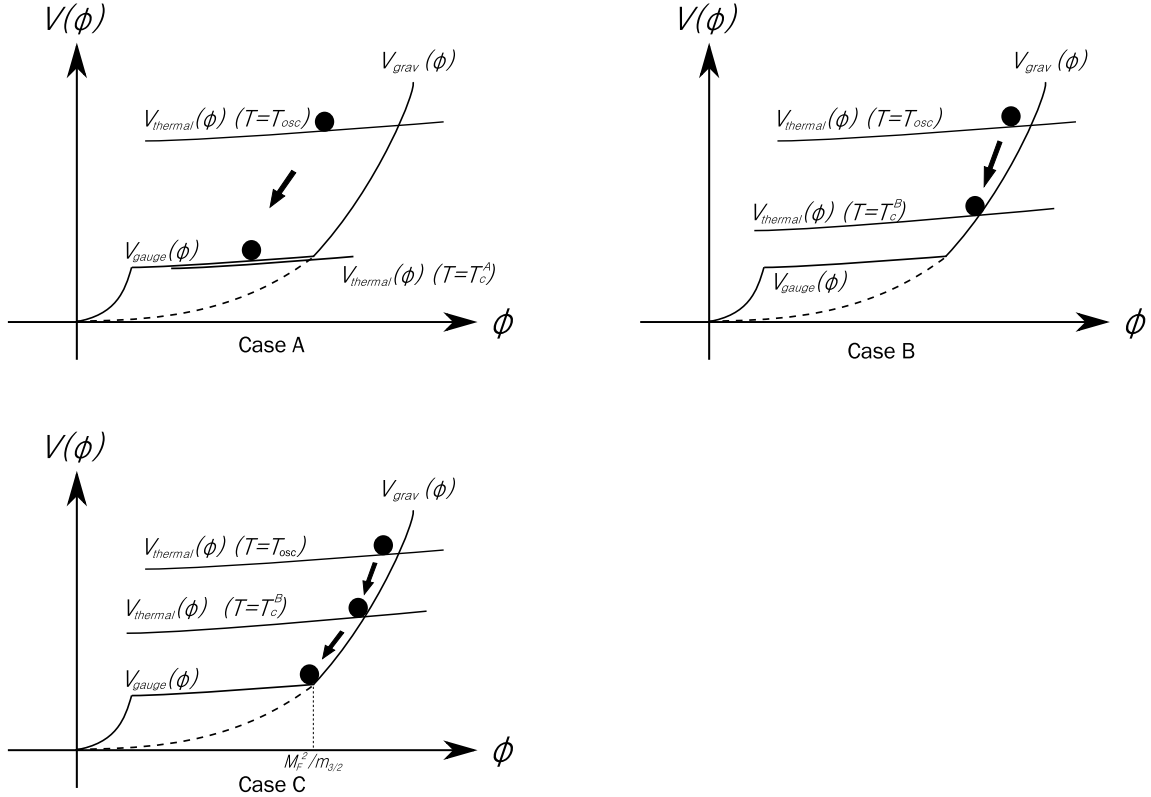 V(ϕ)
V_grav (ϕ)
V_thermal(ϕ) (T=T_osc)
V_gauge(ϕ)
V_thermal(ϕ) (T=T_c^A)
ϕ
Case A
V(ϕ)
V_grav (ϕ)
V_thermal(ϕ) (T=T_osc)
V_thermal(ϕ) (T=T_c^B)
V_gauge(ϕ)
ϕ
Case B
V(ϕ)
V_grav (ϕ)
V_thermal(ϕ) (T=T_osc)
V_thermal(ϕ) (T=T_c^B)
V_gauge(ϕ)
ϕ
M_F^2/m_3/2
Case C